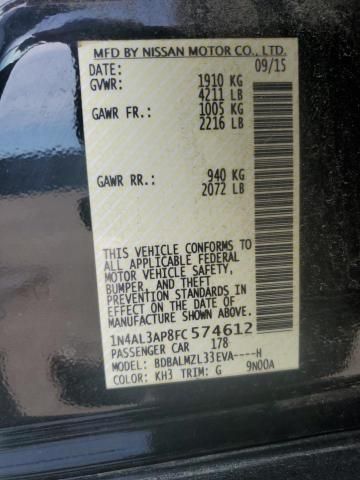 MFD BY NISSAN MOTOR CO., LTD.
DATE: 09/15
GVWR: 1910 KG
4211 LB
GAWR FR.: 1005 KG
2216 LB
GAWR RR.: 940 KG
2072 LB
THIS VEHICLE CONFORMS TO
ALL APPLICABLE FEDERAL
MOTOR VEHICLE SAFETY,
BUMPER, AND THEFT
PREVENTION STANDARDS IN
EFFECT ON THE DATE OF
MANUFACTURE SHOWN ABOVE.
1N4AL3AP8FC574612
PASSENGER CAR 178
MODEL: BDBALMZL33EVA----H
COLOR: KH3 TRIM: G 9N00A